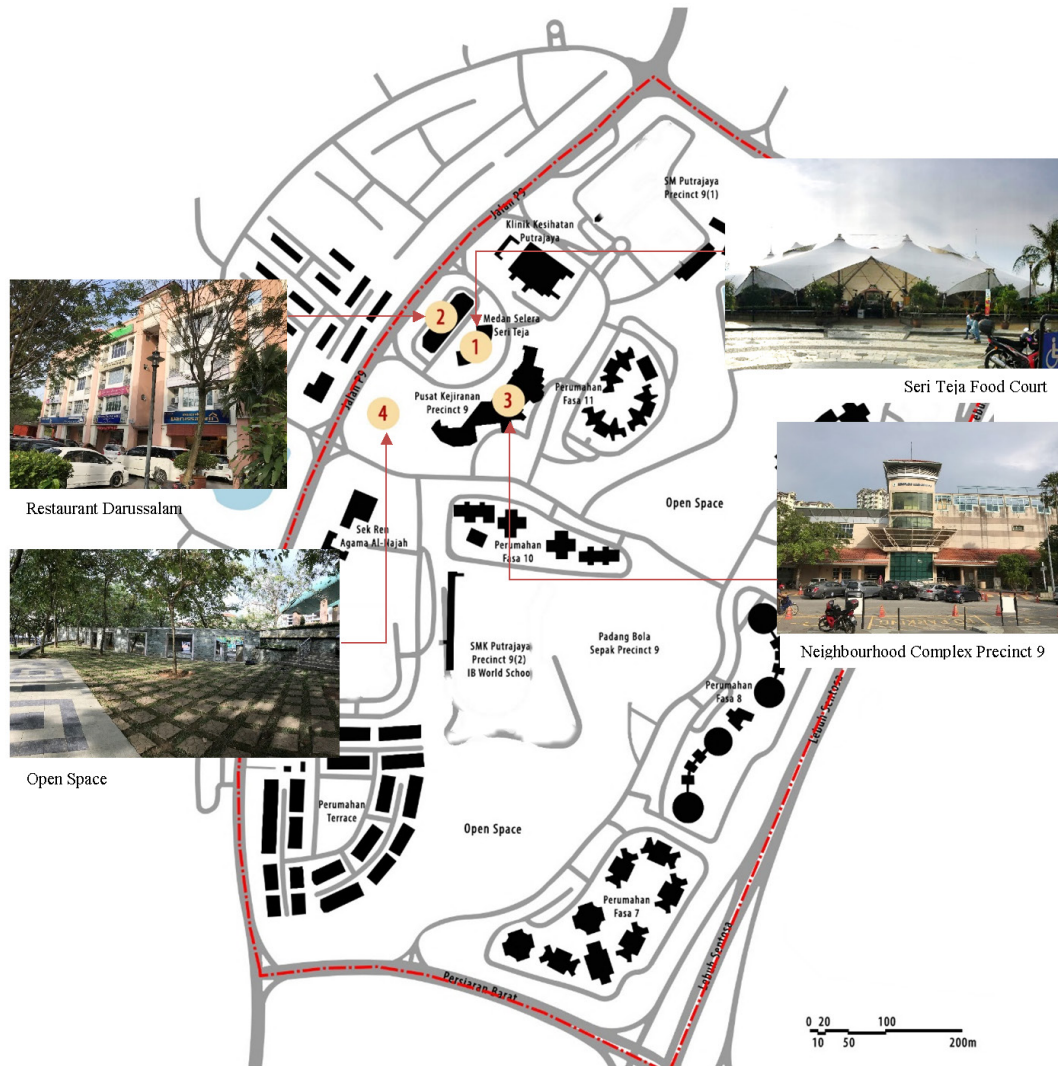 SM Putrajaya
Precinct 9(1)
Jalan P9
Klinik Kesihatan
Putrajaya
2
Medan Selera
Seri Teja
1
Seri Teja Food Court
Jalan P9
Pusat Kejiranan
Precinct 9
3
Perumahan
Fasa 11
4
Restaurant Darussalam
Open Space
Sek Ren
Agama Al-Najah
Perumahan
Fasa 10
Neighbourhood Complex Precinct 9
SMK Putrajaya
Precinct 9(2)
IB World School
Padang Bola
Sepak Precinct 9
Perumahan
Fasa 8
Lebuh Sentosa
Open Space
Perumahan
Terrace
Open Space
Perumahan
Fasa 7
Lebuh Sentosa
Persiaran Barat
0 20 100
10 50 200m